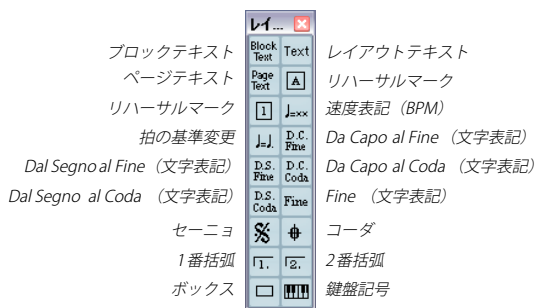 レイ...
ブロックテキスト Block Text Text レイアウトテキスト
ページテキスト Page Text A リハーサルマーク
リハーサルマーク 1 ♩=×× 速度表記（BPM）
拍の基準変更 ♩=♩. D.C. Fine Da Capo al Fine（文字表記）
Dal Segno al Fine（文字表記） D.S. Fine D.C. Coda Da Capo al Coda（文字表記）
Dal Segno al Coda （文字表記） D.S. Coda Fine Fine （文字表記）
セーニョ コーダ
1番括弧 1. 2. 2番括弧
ボックス 鍵盤記号